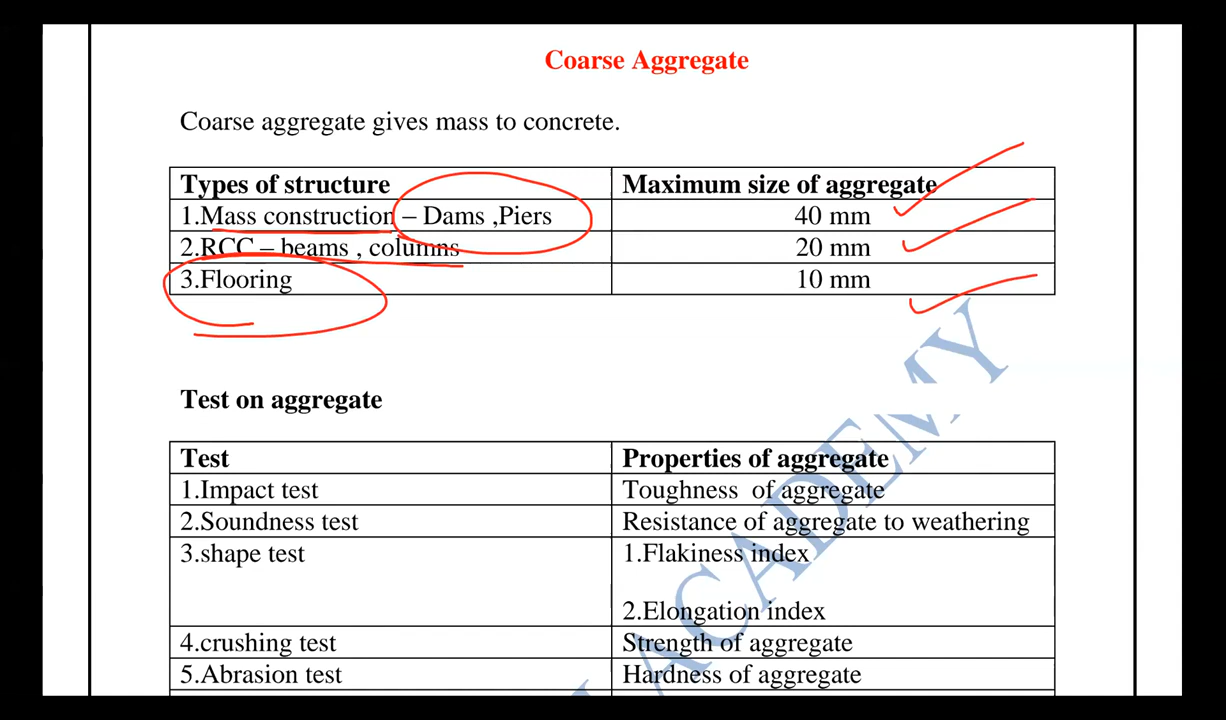 Coarse Aggregate
Coarse aggregate gives mass to concrete.
Types of structure Maximum size of aggregate
1.Mass construction – Dams ,Piers 40 mm
2.RCC – beams , columns 20 mm
3.Flooring 10 mm
Test on aggregate
Test Properties of aggregate
1.Impact test Toughness  of aggregate
2.Soundness test Resistance of aggregate to weathering
3.shape test 1.Flakiness index
2.Elongation index
4.crushing test Strength of aggregate
5.Abrasion test Hardness of aggregate
ACADEMY